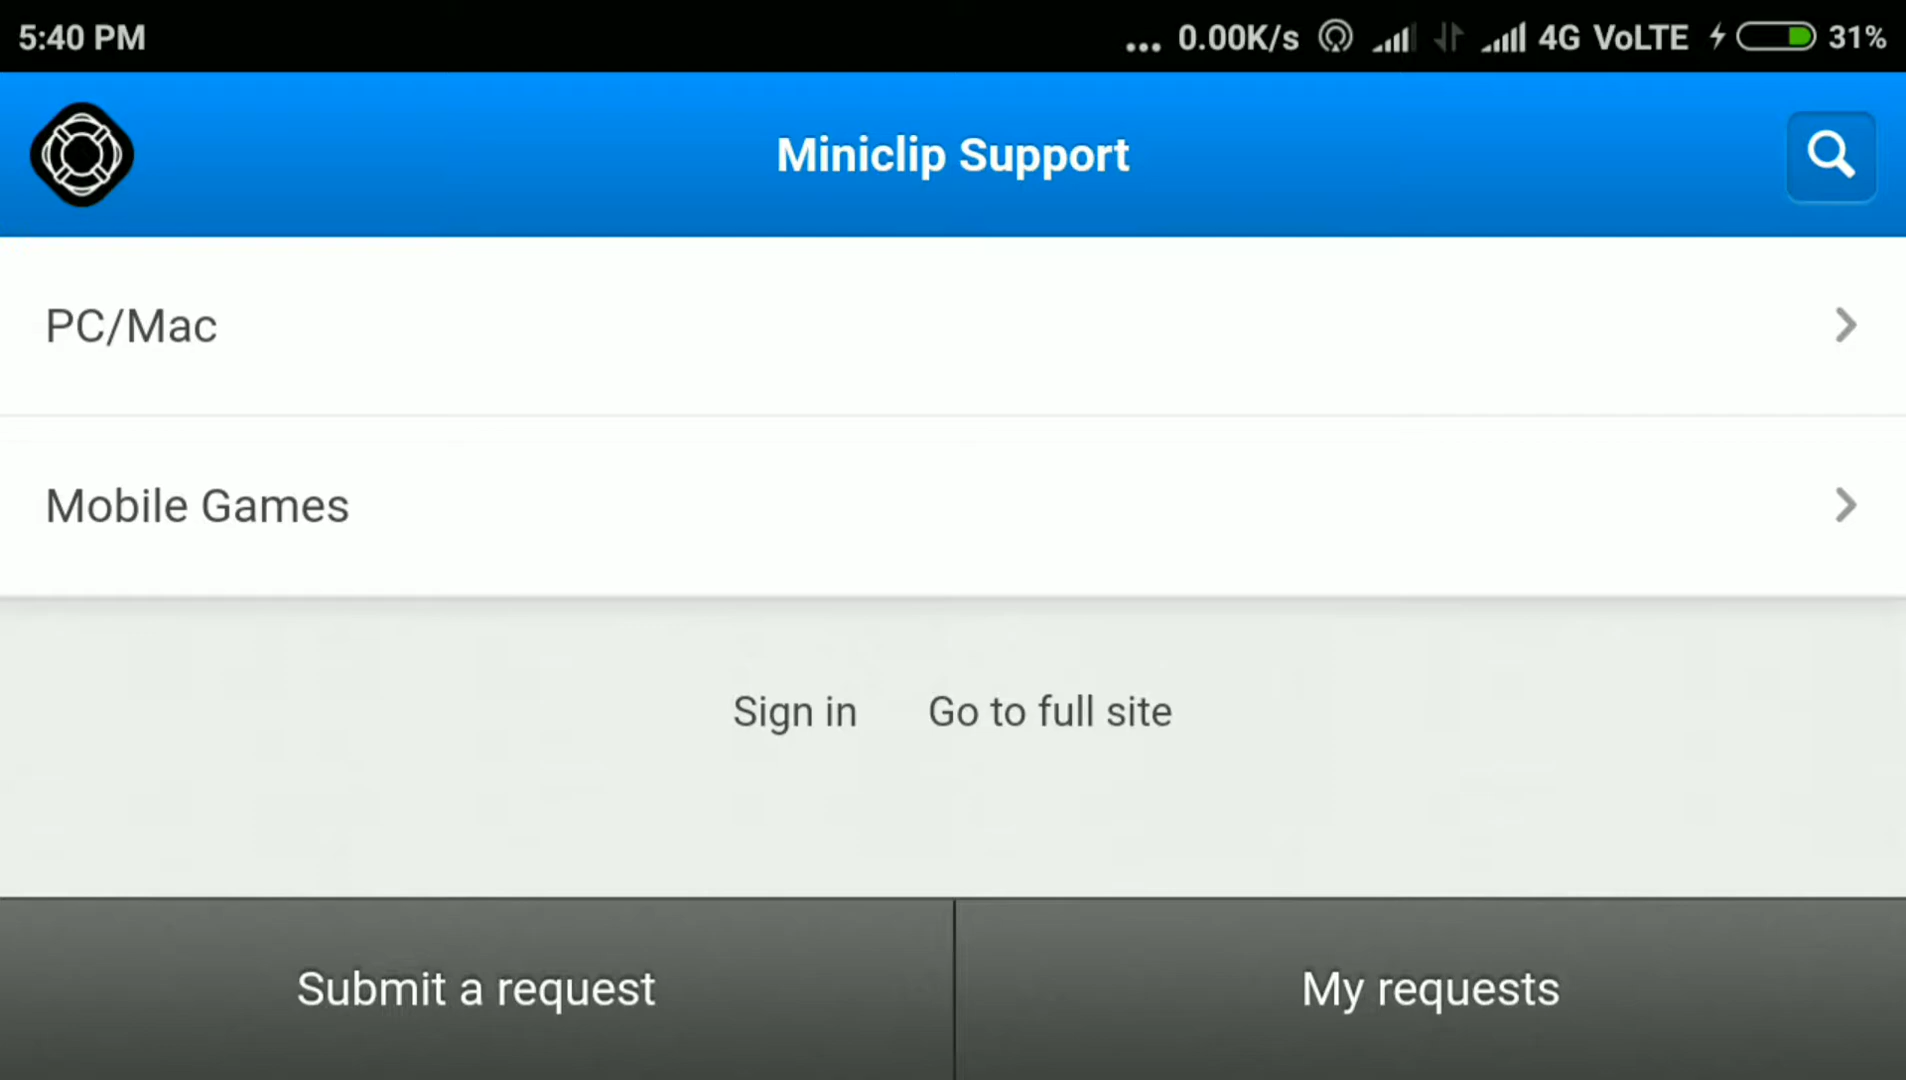 5:40 PM
... 0.00K/s 4G VoLTE 31%
Miniclip Support
PC/Mac
Mobile Games
Sign in Go to full site
Submit a request My requests